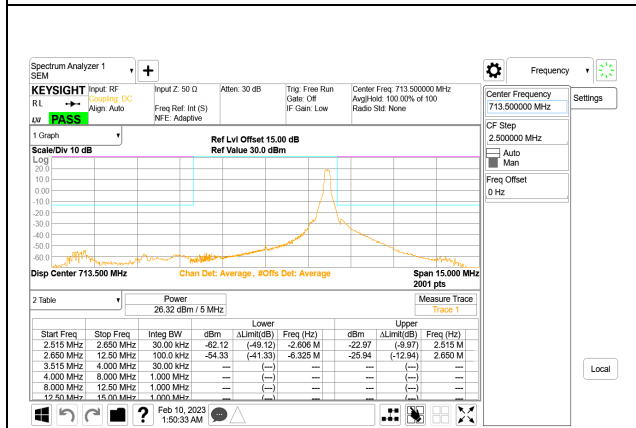 Spectrum Analyzer 1
SEM
Frequency
KEYSIGHT
R L
LXI
PASS
Input: RF
Coupling: DC
Align: Auto
Input Z: 50 Ω
Freq Ref: Int (S)
NFE: Adaptive
Atten: 30 dB
Trig: Free Run
Gate: Off
IF Gain: Low
Center Freq: 713.500000 MHz
Avg|Hold: 100.00% of 100
Radio Std: None
Center Frequency
713.500000 MHz
Settings
CF Step
2.500000 MHz
Auto
Man
Freq Offset
0 Hz
Local
1 Graph
Scale/Div 10 dB
Ref Lvl Offset 15.00 dB
Ref Value 30.0 dBm
Log
20.0
10.0
0.00
-10.0
-20.0
-30.0
-40.0
-50.0
-60.0
Disp Center 713.500 MHz
Chan Det: Average , #Offs Det: Average
Span 15.000 MHz
2001 pts
2 Table
Power
26.32 dBm / 5 MHz
Measure Trace
Trace 1
Lower Upper
Start Freq Stop Freq Integ BW dBm ΔLimit(dB) Freq (Hz) dBm ΔLimit(dB) Freq (Hz)
2.515 MHz 2.650 MHz 30.00 kHz -62.12 (-49.12) -2.606 M -22.97 (-9.97) 2.515 M
2.650 MHz 12.50 MHz 100.0 kHz -54.33 (-41.33) -6.325 M -25.94 (-12.94) 2.650 M
3.515 MHz 4.000 MHz 30.00 kHz --- (---) --- --- (---) ---
4.000 MHz 8.000 MHz 1.000 MHz --- (---) --- --- (---) ---
8.000 MHz 12.50 MHz 1.000 MHz --- (---) --- --- (---) ---
12.50 MHz 15.00 MHz 1.000 MHz --- (---) --- --- (---) ---
?
Feb 10, 2023
1:50:33 AM